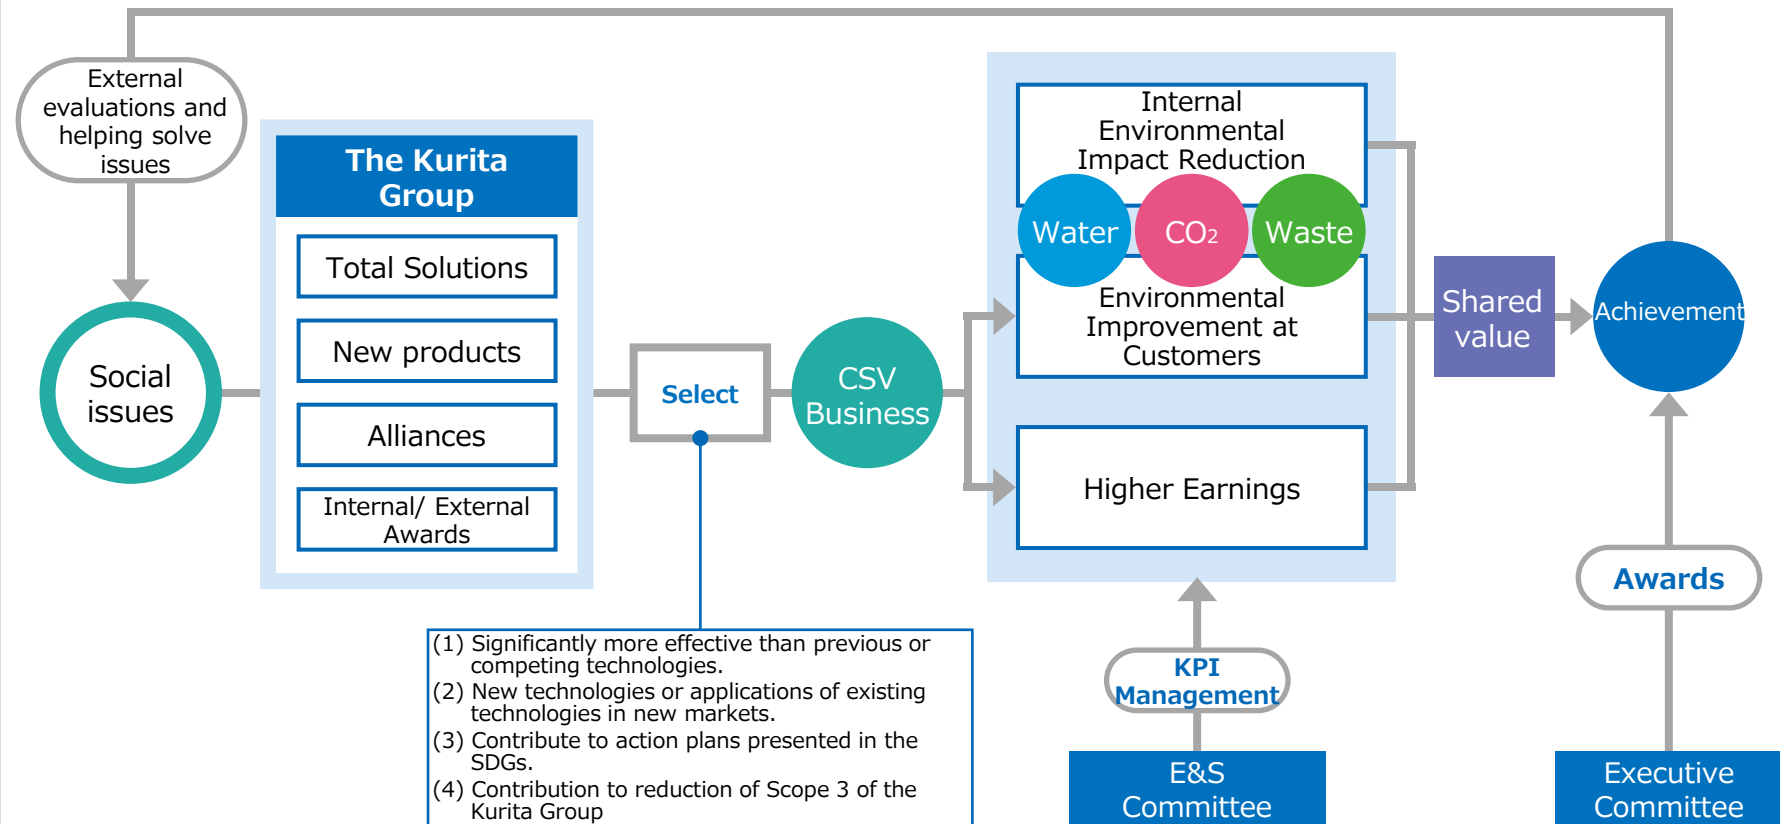 External
evaluations and
helping solve
issues
Social
issues
The Kurita
Group
Total Solutions
New products
Alliances
Internal/ External
Awards
Select
(1) Significantly more effective than previous or
competing technologies.
(2) New technologies or applications of existing
technologies in new markets.
(3) Contribute to action plans presented in the
SDGs.
(4) Contribution to reduction of Scope 3 of the
Kurita Group
CSV
Business
Internal
Environmental
Impact Reduction
Water
CO₂
Waste
Environmental
Improvement at
Customers
Higher Earnings
KPI
Management
E&S
Committee
Shared
value
Achievement
Awards
Executive
Committee